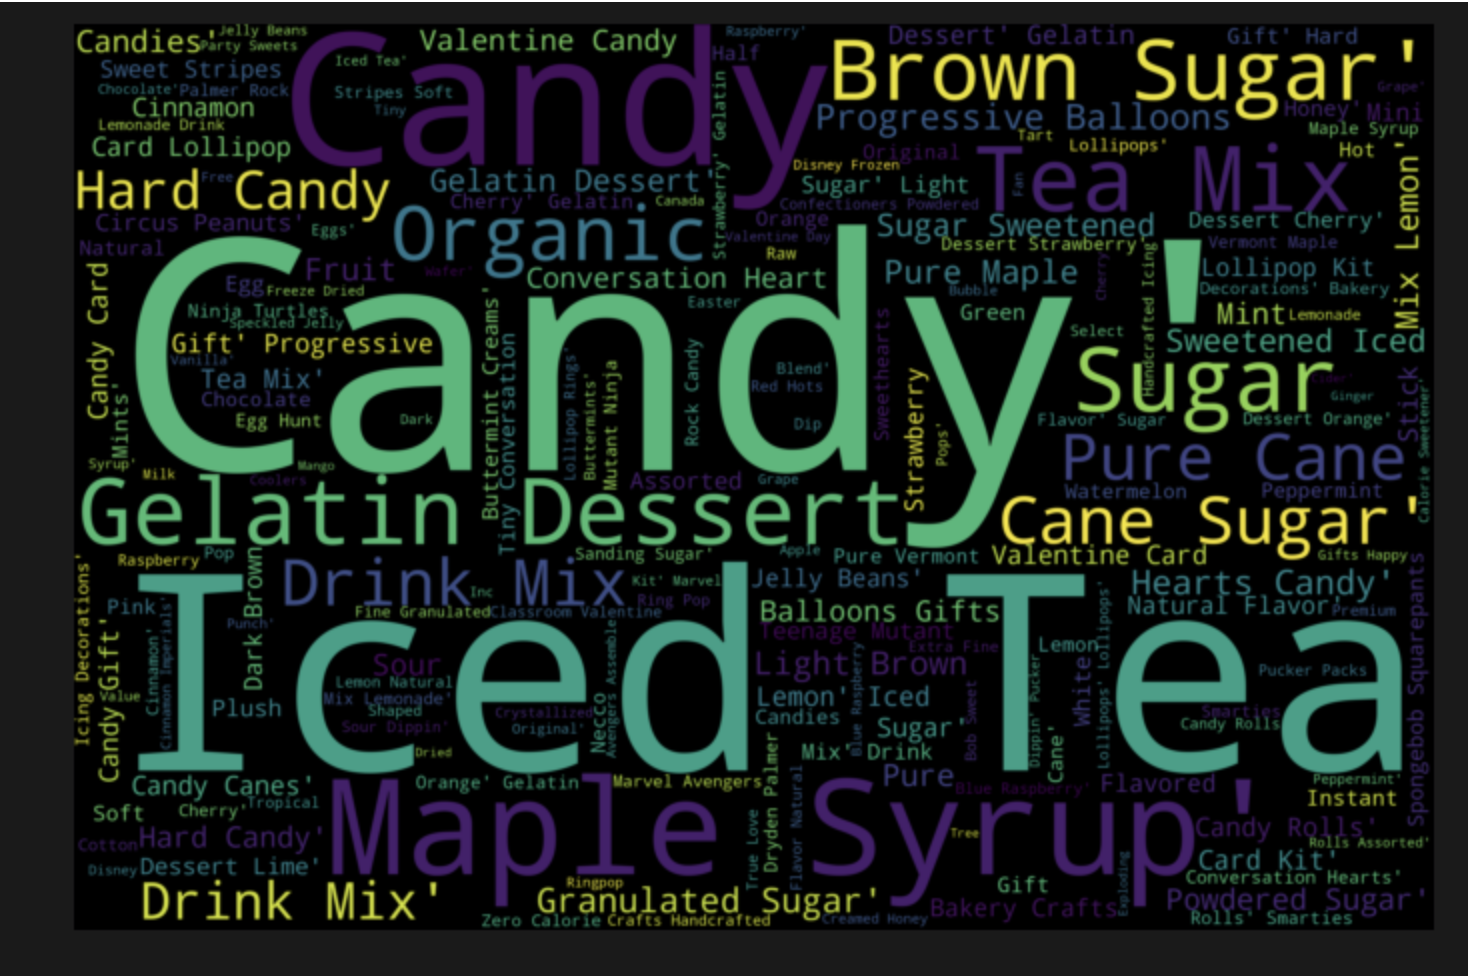 Candies'
Jelly Beans
Party Sweets
Iced Tea'
Valentine Candy
Candy
Half
Raspberry'
Dessert' Gelatin
Gift' Hard
Brown Sugar'
Grape'
Sweet Stripes
Chocolate'
Palmer Rock
Stripes Soft
Tiny
Cinnamon
Lemonade Drink
Card Lollipop
Progressive Balloons
Honey'
Mini
Tart
Lollipops'
Maple Syrup
Hot
Original
Disney Frozen
Tea Mix
Fan
Hard Candy
Free
Gelatin Dessert'
Cherry' Gelatin
Canada
Strawberry' Gelatin
Sugar' Light
Confectioners Powdered
Mix Lemon'
Circus Peanuts'
Eggs'
Natural
Organic
Orange
Valentine Day
Raw
Sugar Sweetened
Dessert Strawberry'
Dessert Cherry'
Vermont Maple
Fruit
Wafer'
Conversation Heart
Pure Maple
Bubble
Cherry
Handcrafted Icing
Lollipop Kit
Decorations' Bakery
Egg
Freeze Dried
Ninja Turtles
Speckled Jelly
Candy Card
Candy'
Easter
Green
Select
Mint
Lemonade
Sweetened Iced
Gift' Progressive
Vanilla'
Tea Mix'
Chocolate
Egg Hunt
Dark
Mints'
Buttermint Creams'
Tiny Conversation
Lollipop Rings'
Buttermints'
Mutant Ninja
Rock Candy
Blend'
Red Hots
Dip
Sweethearts
Strawberry
Pops'
Sugar
Cider'
Ginger
Stick
Flavor' Sugar
Dessert Orange'
Calorie Sweetener'
Syrup'
Milk
Mango
Coolers
Assorted
Grape
Pure Cane
Watermelon
Peppermint
Gelatin Dessert
Cane Sugar'
Raspberry
Pop
Sanding Sugar'
Apple
Pure Vermont
Valentine Card
Gifts Happy
Icing Decorations'
Drink Mix
Inc
Kit' Marvel
Ring Pop
Jelly Beans'
Hearts Candy'
Pink
Punch'
Dark Brown
Fine Granulated
Classroom Valentine
Balloons Gifts
Natural Flavor'
Premium
Iced Tea
Teenage Mutant
Extra Fine
Lemon
Lollipops' Lollipops'
Spongebob Squarepants
Candy Gift'
Value
Cinnamon'
Cinnamon Imperials'
Sour
Lemon Natural
Mix Lemonade'
Shaped
Sour Dippin'
Plush
Crystallized
Original'
Necco
Avengers Assemble
Light Brown
Lemon' Iced
Candies
Blue Raspberry
Sugar'
Bob Sweet
Dippin' Pucker
White
Cane'
Pucker Packs
Smarties
Candy Rolls
Dried
Mix' Drink
Candy Canes'
Orange' Gelatin
Marvel Avengers
Dryden Palmer
Pure
Blue Raspberry'
Flavored
Peppermint'
Instant
Soft
Cherry'
Tropical
Maple Syrup'
True Love
Flavor Natural
Tree
Candy Rolls'
Rolls Assorted'
Cotton
Hard Candy'
Disney
Dessert Lime'
Card Kit'
Conversation Hearts'
Drink Mix'
Ringpop
Granulated Sugar'
Gift
Exploding
Powdered Sugar'
Bakery Crafts
Zero Calorie
Crafts Handcrafted
Creamed Honey
Rolls' Smarties